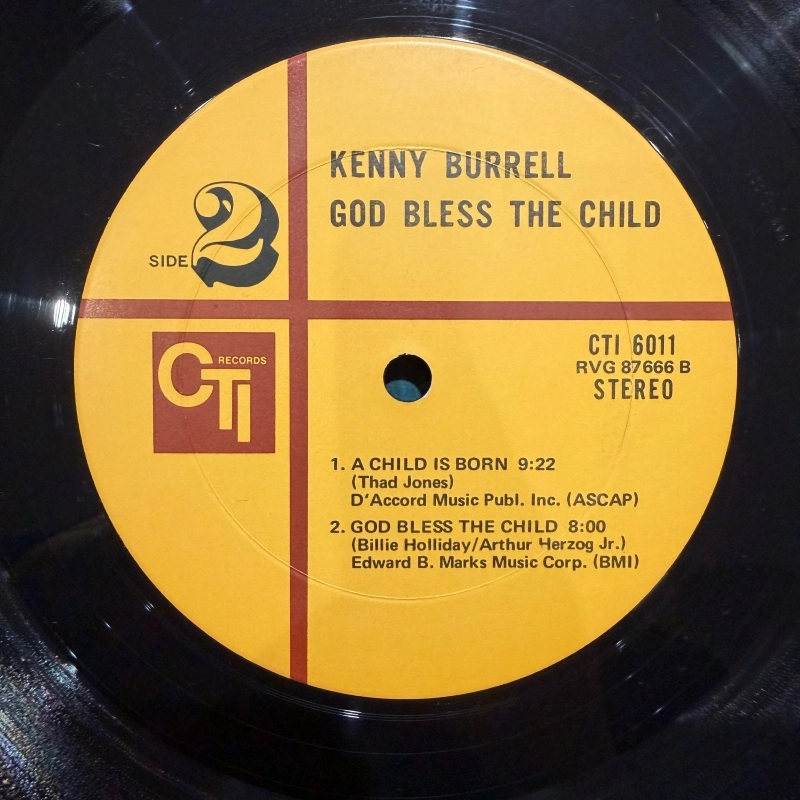 KENNY BURRELL
GOD BLESS THE CHILD
SIDE 2
CTI RECORDS
CTI 6011
RVG 87666 B
STEREO
1. A CHILD IS BORN 9:22
(Thad Jones)
D'Accord Music Publ. Inc. (ASCAP)
2. GOD BLESS THE CHILD 8:00
(Billie Holliday/Arthur Herzog Jr.)
Edward B. Marks Music Corp. (BMI)